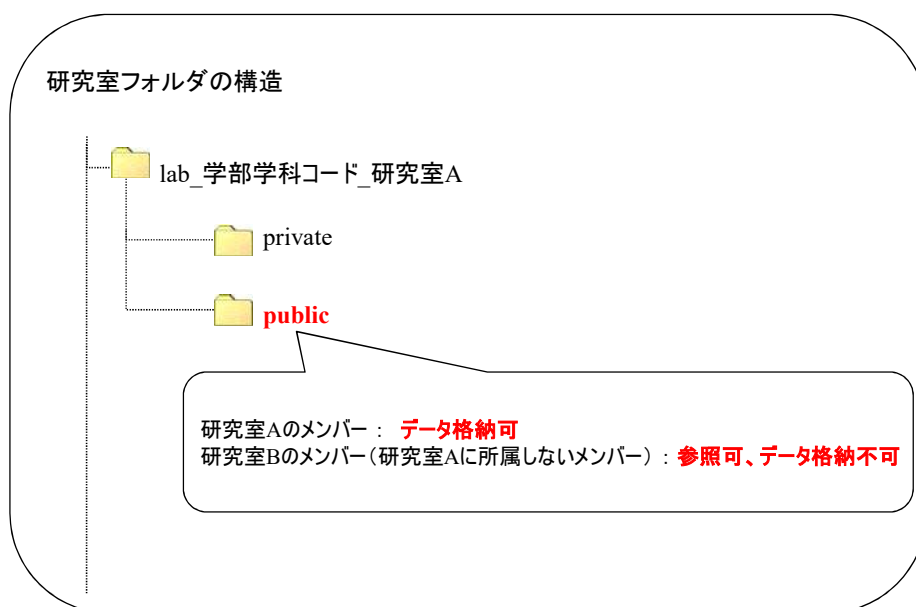 研究室フォルダの構造
lab_学部学科コード_研究室A
private
public
研究室Aのメンバー： データ格納可
研究室Bのメンバー（研究室Aに所属しないメンバー）：参照可、データ格納不可